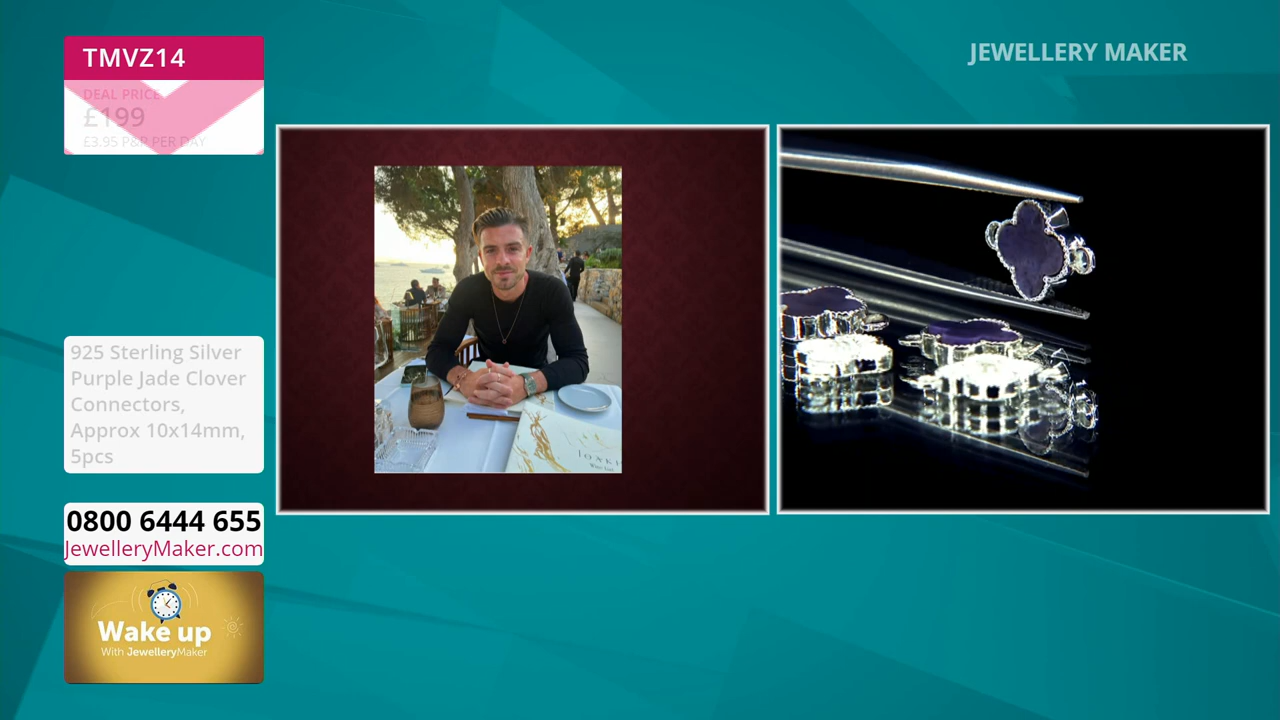 TMVZ14
DEAL PRICE
£199
£3.95 P&P PER DAY
JEWELLERY MAKER
925 Sterling Silver
Purple Jade Clover
Connectors,
Approx 10x14mm,
5pcs
0800 6444 655
JewelleryMaker.com
Wake up
With JewelleryMaker